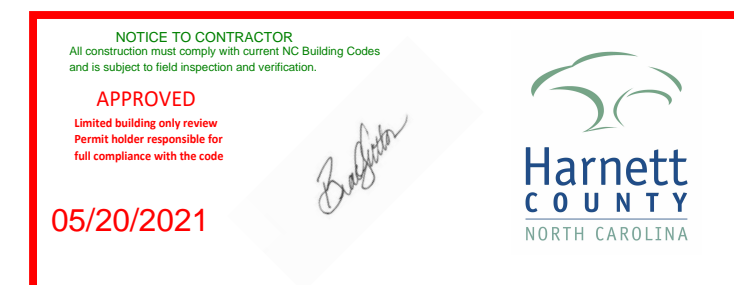 NOTICE TO CONTRACTOR
All construction must comply with current NC Building Codes
and is subject to field inspection and verification.
APPROVED
Limited building only review
Permit holder responsible for
full compliance with the code
Brad Sutton
05/20/2021
Harnett
COUNTY
NORTH CAROLINA